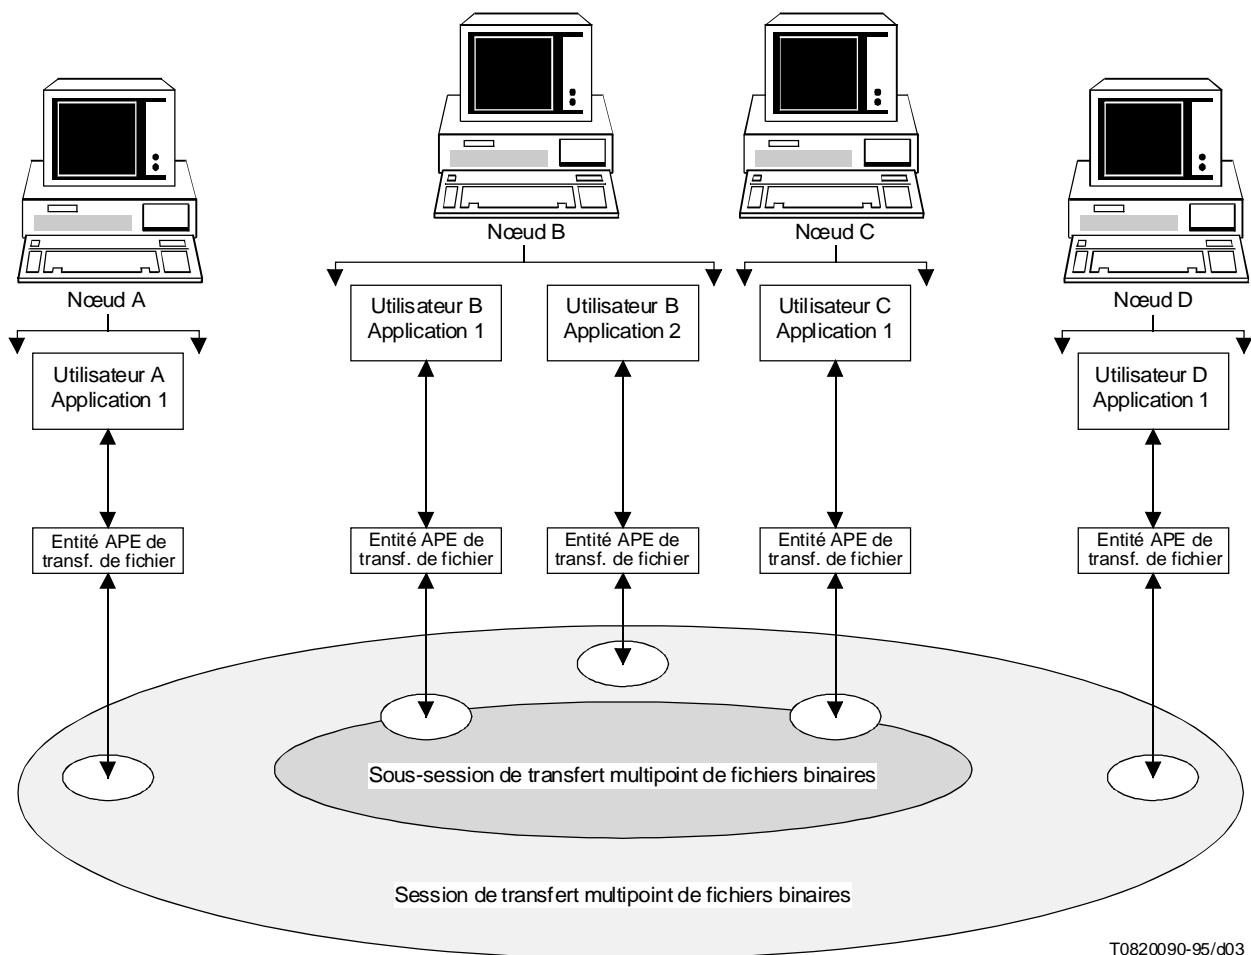 Nœud B
Nœud C
Nœud A
Nœud D
Utilisateur B
Application 1
Utilisateur B
Application 2
Utilisateur C
Application 1
Utilisateur A
Application 1
Utilisateur D
Application 1
Entité APE de
transf. de fichier
Entité APE de
transf. de fichier
Entité APE de
transf. de fichier
Entité APE de
transf. de fichier
Entité APE de
transf. de fichier
Sous-session de transfert multipoint de fichiers binaires
Session de transfert multipoint de fichiers binaires
T0820090-95/d03